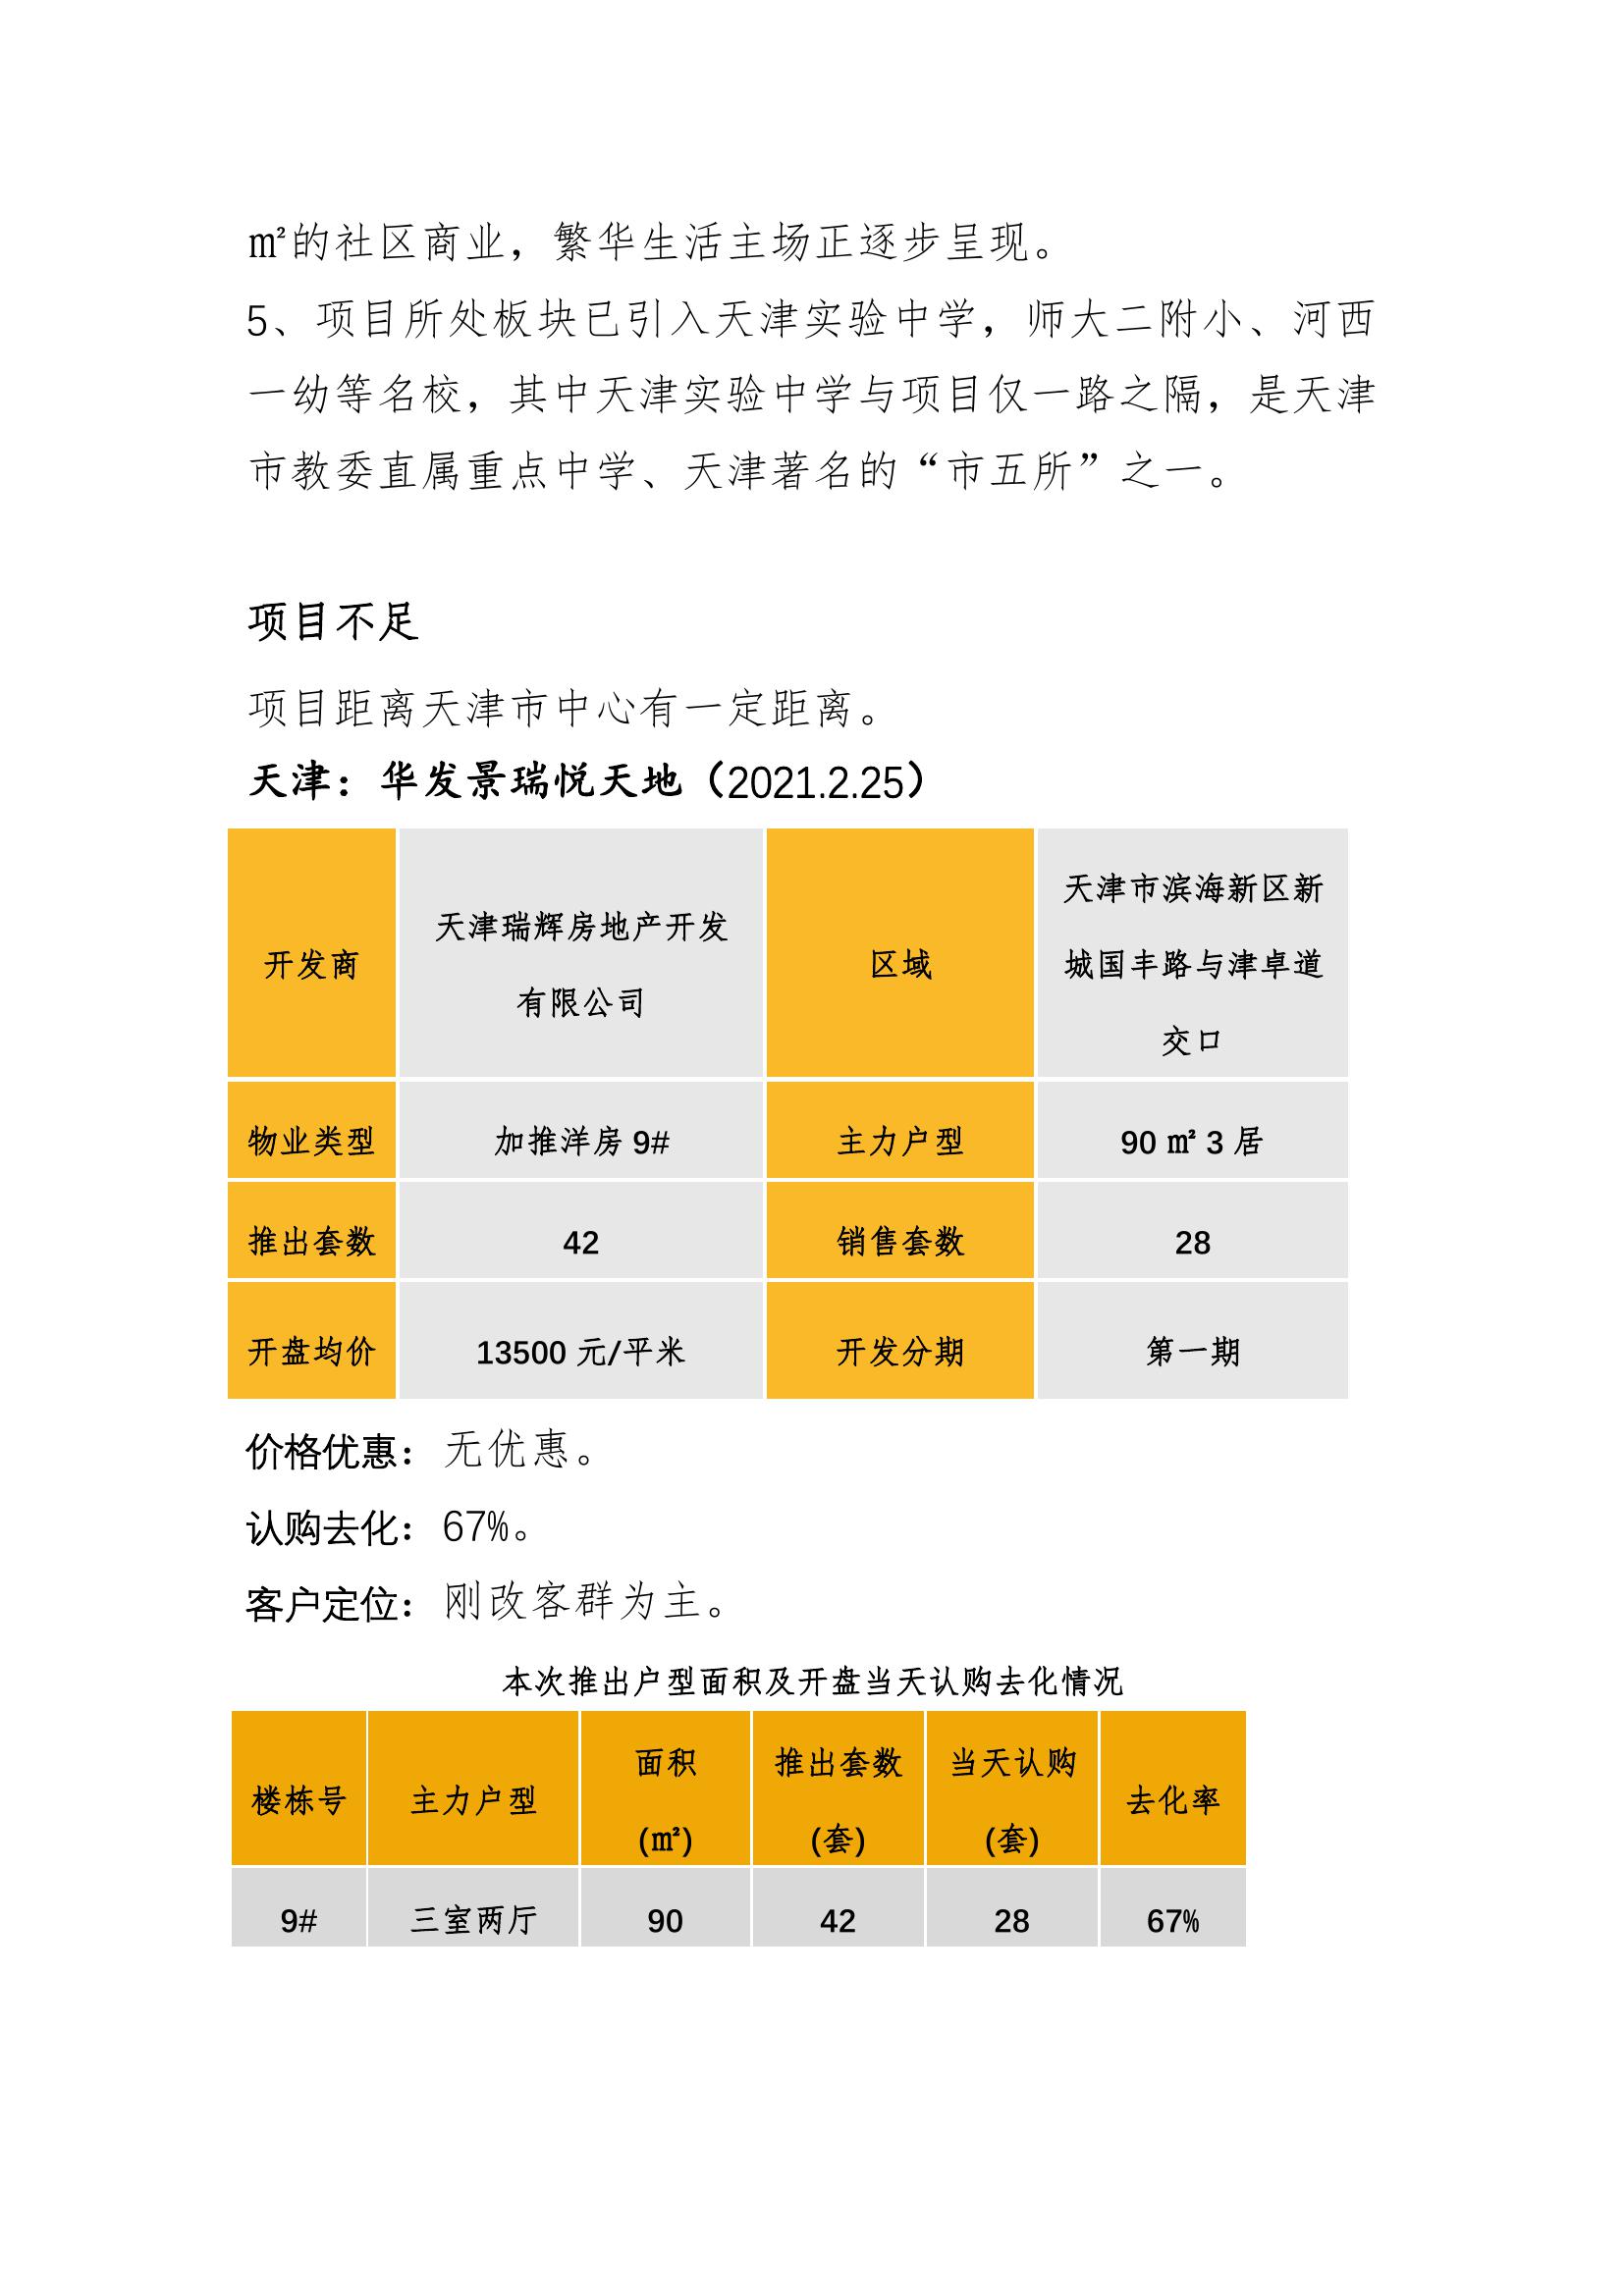 ㎡的社区商业，繁华生活主场正逐步呈现。
5、项目所处板块已引入天津实验中学，师大二附小、河西
一幼等名校，其中天津实验中学与项目仅一路之隔，是天津
市教委直属重点中学、天津著名的“市五所”之一。
项目不足
项目距离天津市中心有一定距离。
天津：华发景瑞悦天地（2021.2.25）
开发商 天津瑞辉房地产开发有限公司 区域 天津市滨海新区新城国丰路与津卓道交口
物业类型 加推洋房 9# 主力户型 90 ㎡ 3 居
推出套数 42 销售套数 28
开盘均价 13500 元/平米 开发分期 第一期
价格优惠：无优惠。
认购去化：67%。
客户定位：刚改客群为主。
本次推出户型面积及开盘当天认购去化情况
楼栋号 主力户型 面积(㎡) 推出套数(套) 当天认购(套) 去化率
9# 三室两厅 90 42 28 67%